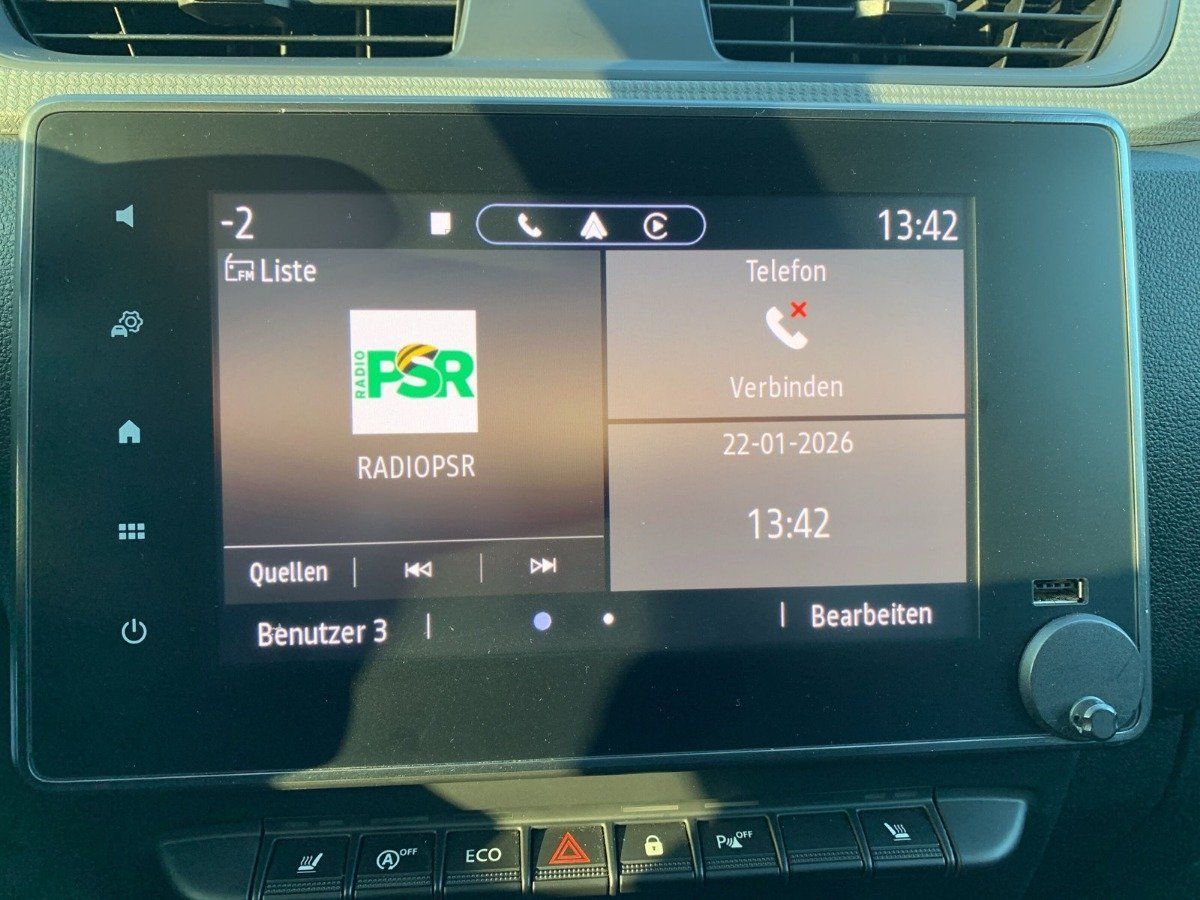 -2
13:42
FM Liste
RADIO PSR
RADIOPSR
Telefon
Verbinden
22-01-2026
13:42
Quellen
Benutzer 3
Bearbeiten
A OFF
ECO
P OFF